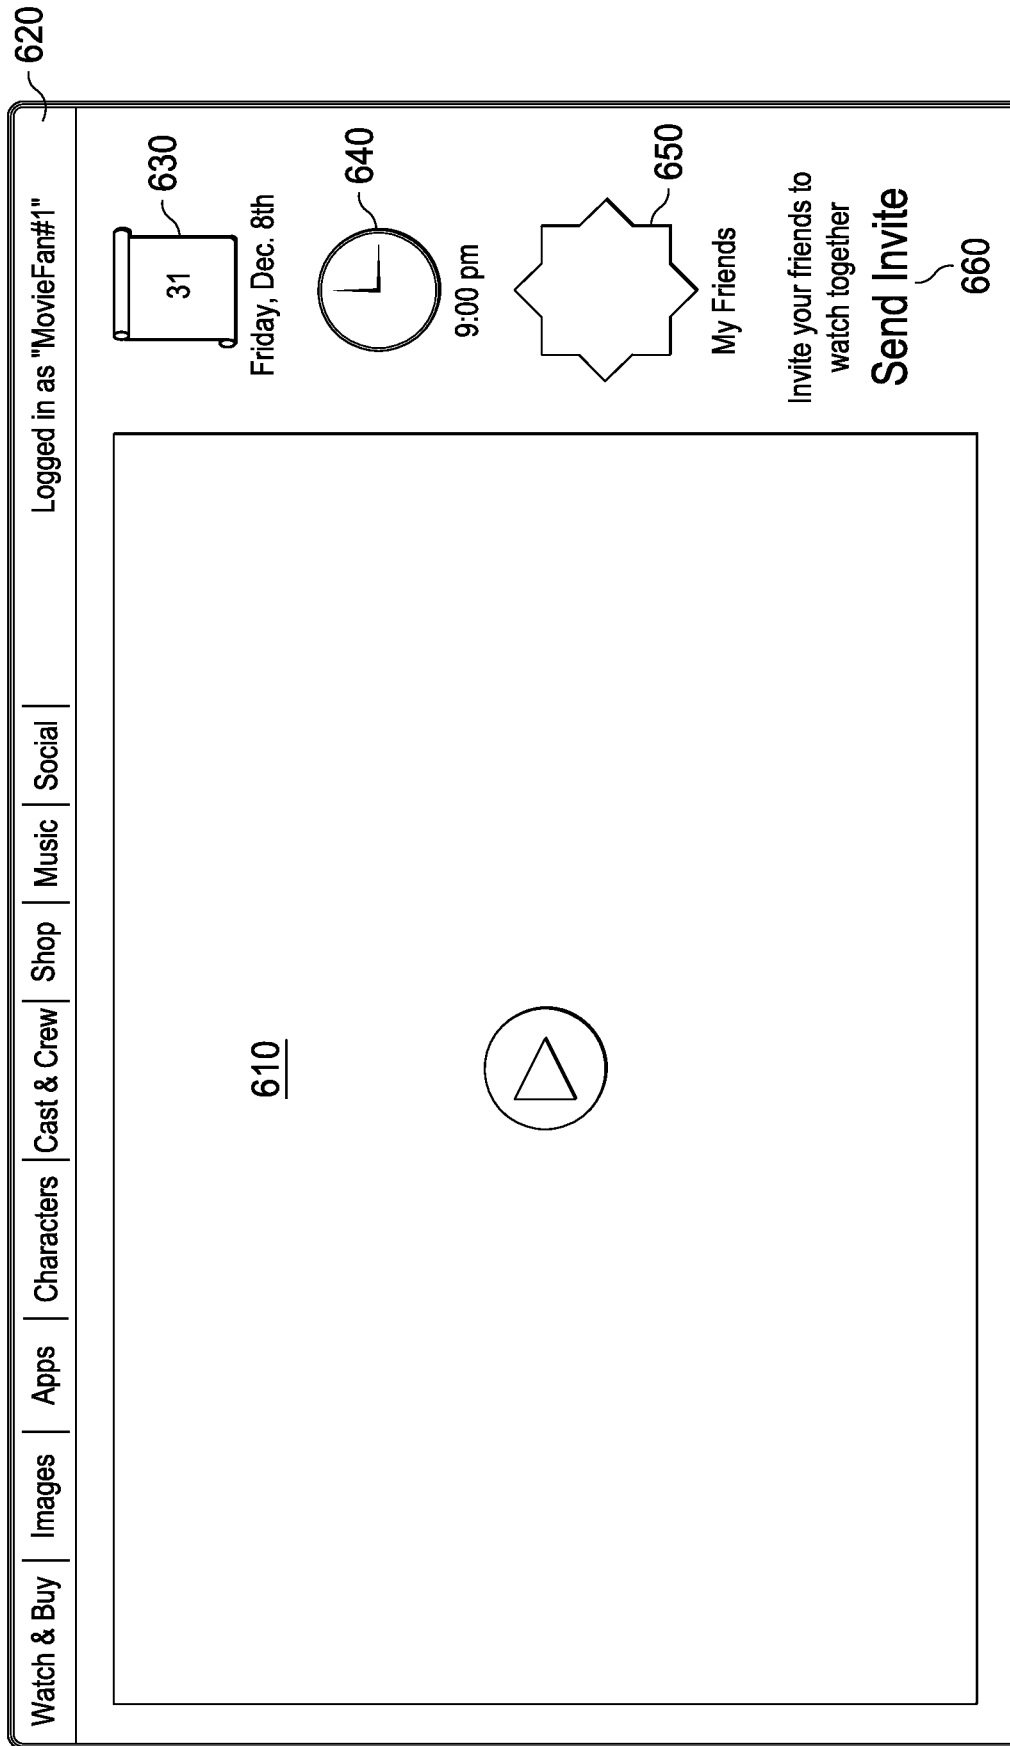 Watch & Buy | Images | Apps | Characters | Cast & Crew | Shop | Music | Social |
Logged in as "MovieFan#1"
620
610
31
630
Friday, Dec. 8th
640
9:00 pm
650
My Friends
Invite your friends to
watch together
Send Invite
660